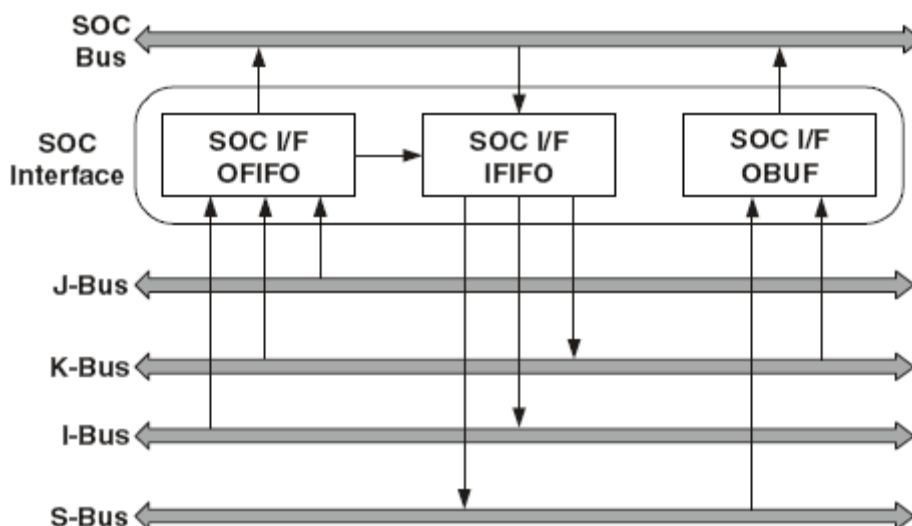 SOC
Bus
SOC
Interface
SOC I/F
OFIFO
SOC I/F
IFIFO
SOC I/F
OBUF
J-Bus
K-Bus
I-Bus
S-Bus